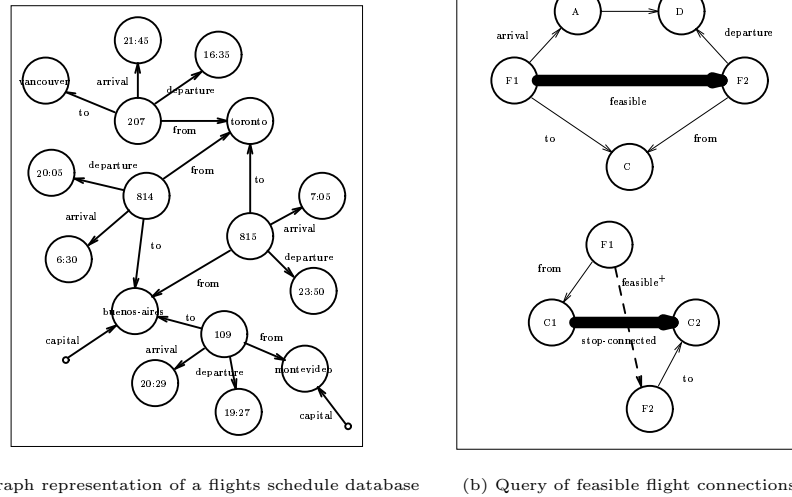 21:45
16:35
vancouver
arrival
departure
to
207
from
toronto
20:05
departure
from
to
814
7:05
arrival
815
arrival
to
departure
6:30
from
23:50
buenos-aires
to
capital
109
from
arrival
departure
montevideo
20:29
19:27
capital
raph representation of a flights schedule database
A
D
arrival
departure
F1
F2
feasible
to
from
C
F1
from
feasible+
C1
C2
stop-connected
to
F2
(b) Query of feasible flight connections